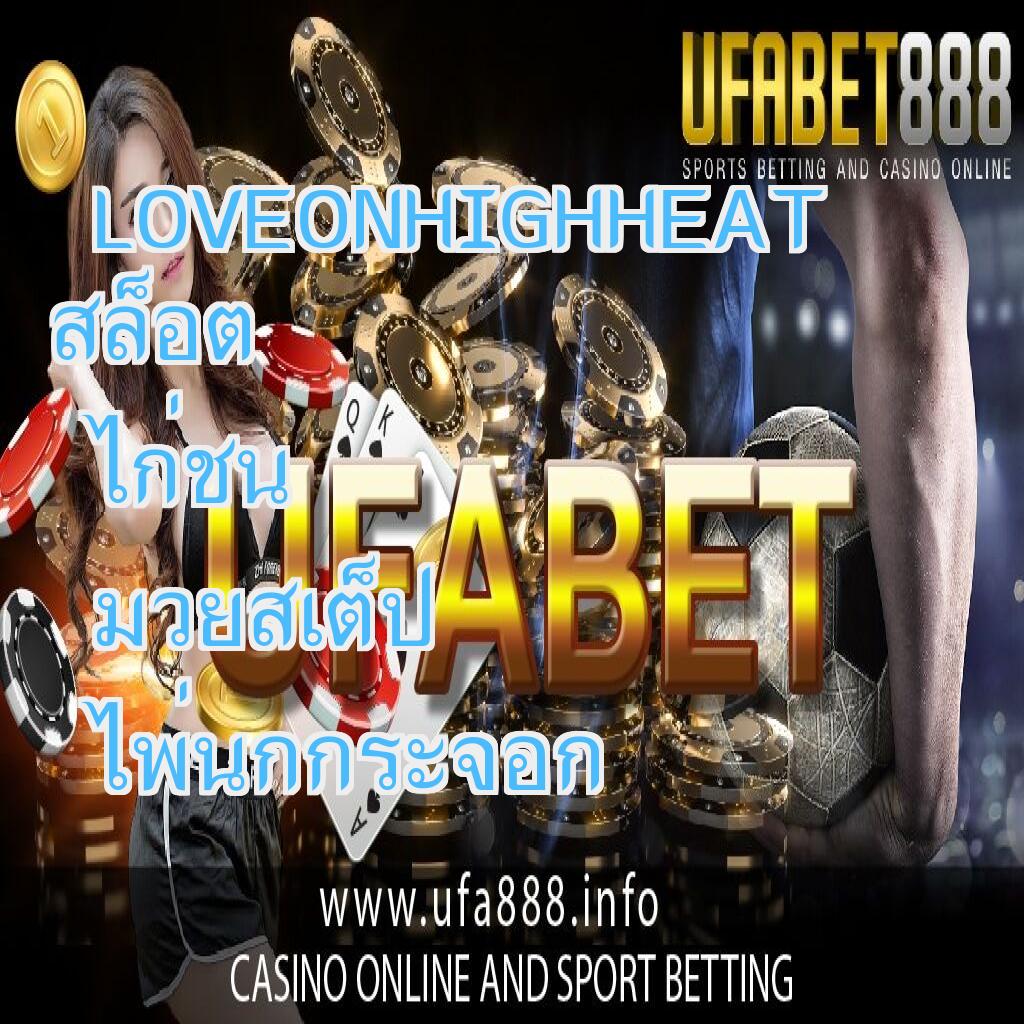 UFABET888
SPORTS BETTING AND CASINO ONLINE
LOVEONHIGHHEAT
สล็อต
ไก่ชน
Q K
UFABET
มวยสเต็ป
ไพ่นกกระจอก
A
www.ufa888.info
CASINO ONLINE AND SPORT BETTING